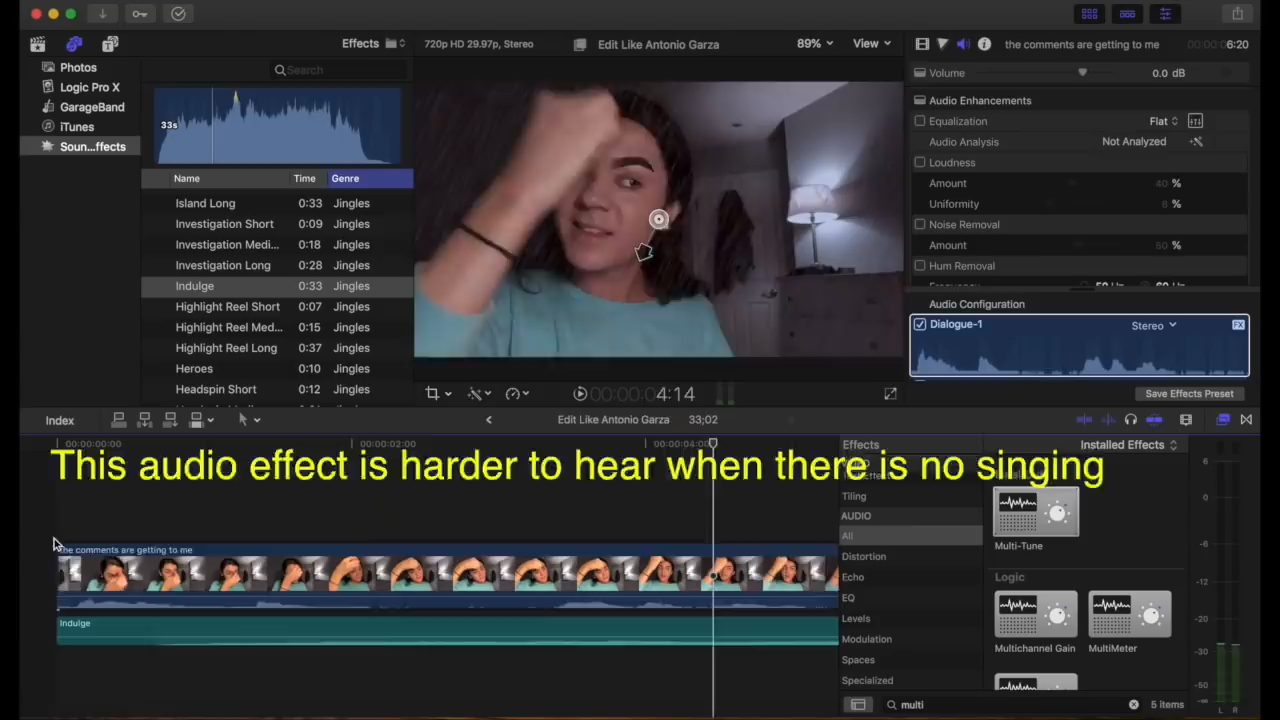 Effects
720p HD 29.97p, Stereo
Edit Like Antonio Garza
89%
View
the comments are getting to me
6:20
Photos
Logic Pro X
GarageBand
iTunes
Soun...ffects
Search
33s
Name Time Genre
Island Long 0:33 Jingles
Investigation Short 0:09 Jingles
Investigation Medi... 0:18 Jingles
Investigation Long 0:28 Jingles
Indulge 0:33 Jingles
Highlight Reel Short 0:07 Jingles
Highlight Reel Med... 0:15 Jingles
Highlight Reel Long 0:37 Jingles
Heroes 0:10 Jingles
Headspin Short 0:12 Jingles
Volume 0.0 dB
Audio Enhancements
Equalization Flat
Audio Analysis Not Analyzed
Loudness
Amount 40 %
Uniformity 6 %
Noise Removal
Amount 50 %
Hum Removal
Audio Configuration
Dialogue-1 Stereo FX
Save Effects Preset
00:00:00:04:14
Index
Edit Like Antonio Garza 33;02
00:00:00:00
00:00:02:00
This audio effect is harder to hear when there is no singing
the comments are getting to me
Indulge
Effects Installed Effects
Tiling
AUDIO
All
Distortion
Echo
EQ
Levels
Modulation
Spaces
Specialized
Multi-Tune
Logic
Multichannel Gain
MultiMeter
multi
5 items
6
0
-6
-12
-20
-30
-50
-∞
L R